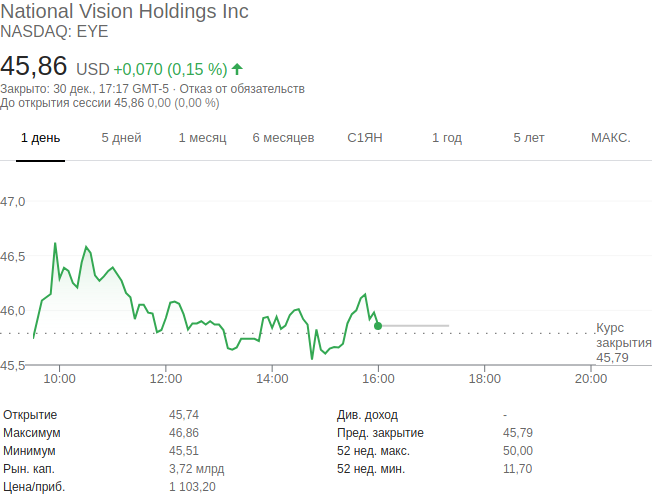 National Vision Holdings Inc
NASDAQ: EYE
45,86 USD +0,070 (0,15 %)
Закрыто: 30 дек., 17:17 GMT-5 · Отказ от обязательств
До открытия сессии 45,86 0,00 (0,00 %)
1 день 5 дней 1 месяц 6 месяцев С1ЯН 1 год 5 лет МАКС.
47,0
46,5
46,0
Курс
закрытия
45,79
45,5
10:00 12:00 14:00 16:00 18:00 20:00
Открытие 45,74 Див. доход -
Максимум 46,86 Пред. закрытие 45,79
Минимум 45,51 52 нед. макс. 50,00
Рын. кап. 3,72 млрд 52 нед. мин. 11,70
Цена/приб. 1 103,20